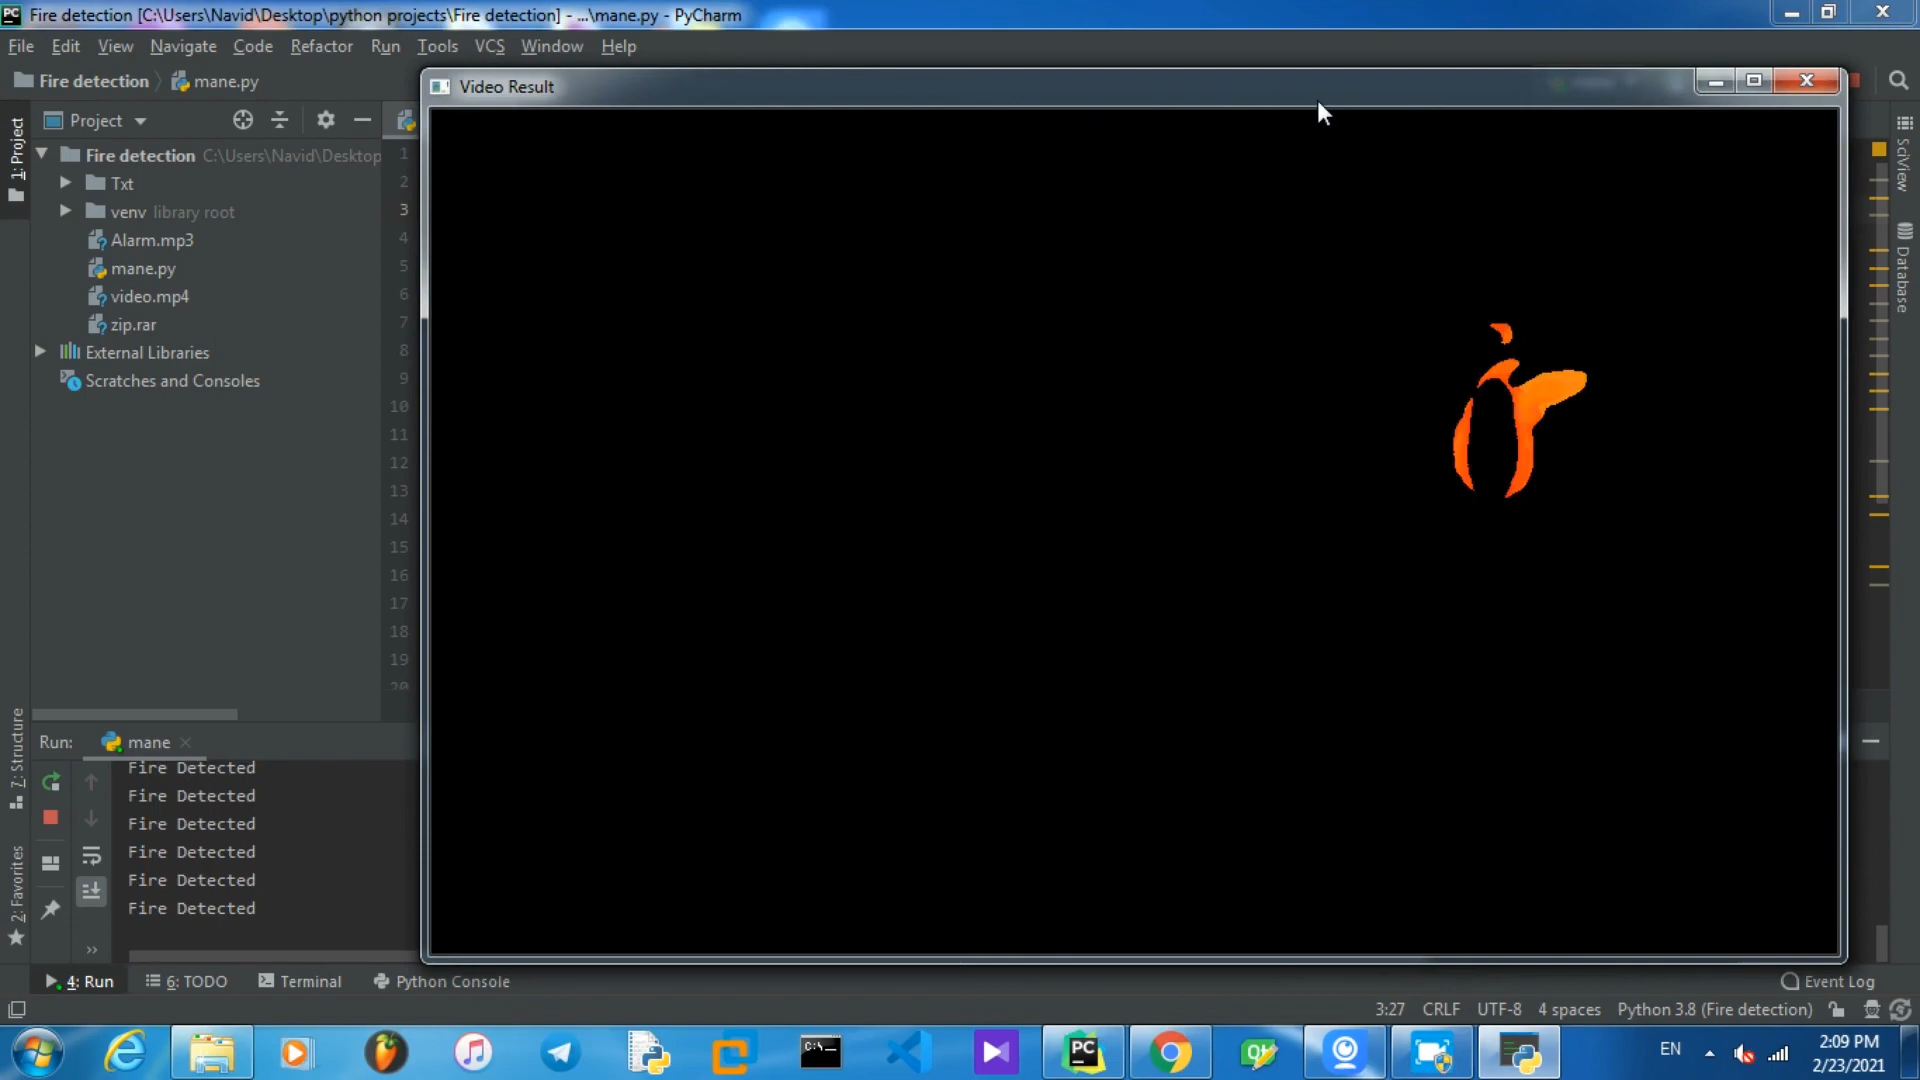 Fire detection [C:\Users\Navid\Desktop\python projects\Fire detection] - ...\mane.py - PyCharm
File Edit View Navigate Code Refactor Run Tools VCS Window Help
Fire detection mane.py
Video Result
Project
1: Project
Fire detection C:\Users\Navid\Desktop
Txt
venv library root
Alarm.mp3
mane.py
video.mp4
zip.rar
External Libraries
Scratches and Consoles
1
2
3
4
5
6
7
8
9
10
11
12
13
14
15
16
17
18
19
20
SciView
Database
7: Structure
2: Favorites
Run: mane
Fire Detected
Fire Detected
Fire Detected
Fire Detected
Fire Detected
Fire Detected
4: Run 6: TODO Terminal Python Console Event Log
3:27 CRLF UTF-8 4 spaces Python 3.8 (Fire detection)
EN
2:09 PM
2/23/2021